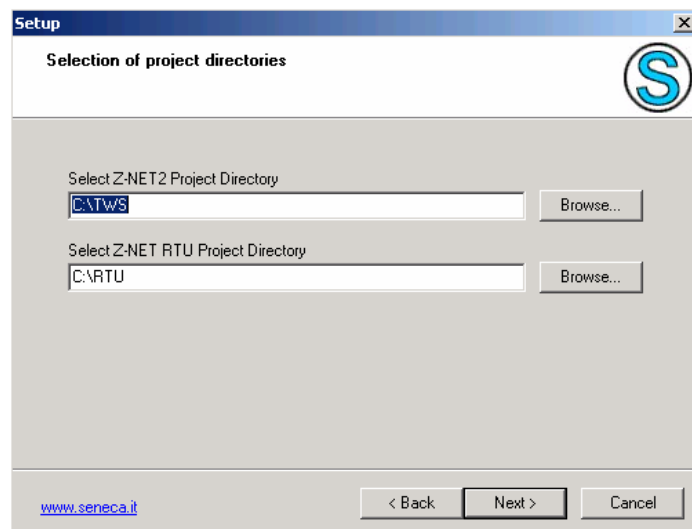 Setup
Selection of project directories
S
Select Z-NET2 Project Directory
C:\TWS
Browse...
Select Z-NET RTU Project Directory
C:\RTU
Browse...
www.seneca.it
< Back
Next >
Cancel